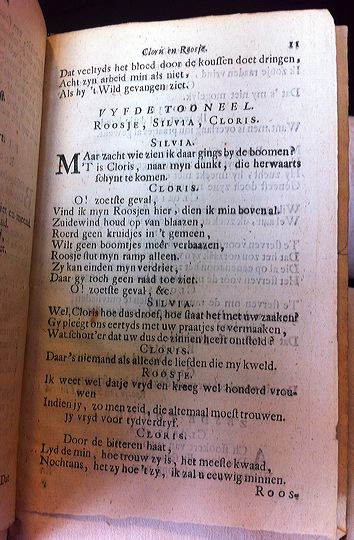 Cloris en Roosje.
11
Dat veeltyds het bloed door de koussen doet dringen,
Acht zyn arbeid min als niet,
Als hy 't Wild gevangen ziet.
VYFDE TOONEEL.
ROOSJE, SILVIA, CLORIS.
SILVIA.
MAar zacht wie zien ik daar gings by de boomen?
'T is Cloris, naar myn dunkt, die herwaarts
schynt te komen.
CLORIS.
O! zoetste geval,
Vind ik myn Roosjen hier, dien ik min boven al.
Zuidewind houd op van blaazen,
Roerd geen kruidjes in 't gemeen,
Wilt geen boomtjes meer verbaazen,
Roosje stut myn ramp alleen.
Zy kan einden myn verdriet,
Daar gy toch geen raad toe ziet.
O! zoetste geval, &c.
SILVIA.
Wel, Cloris hoe dus droef, hoe staat het met uw zaaken?
Gy pleegt ons eertyds met uw praatjes te vermaaken,
Wat schort'er dat uw dus de zinnen heeft ontsteld?
CLORIS.
Daar's niemand als alleen de liefden die my kweld.
ROOSJE.
Ik weet wel datje vryd en kreeg wel honderd vrou-
wen
Indien jy, zo men zeid, die altemaal moest trouwen.
Jy vryd voor tydverdryf.
CLORIS.
Door de bitteren haat,
Lyd de min, hoe trouw zy is, het meeste kwaad,
Nochtans, het zy hoe 't zy, ik zal u eeuwig minnen.
ROOS-
Dat